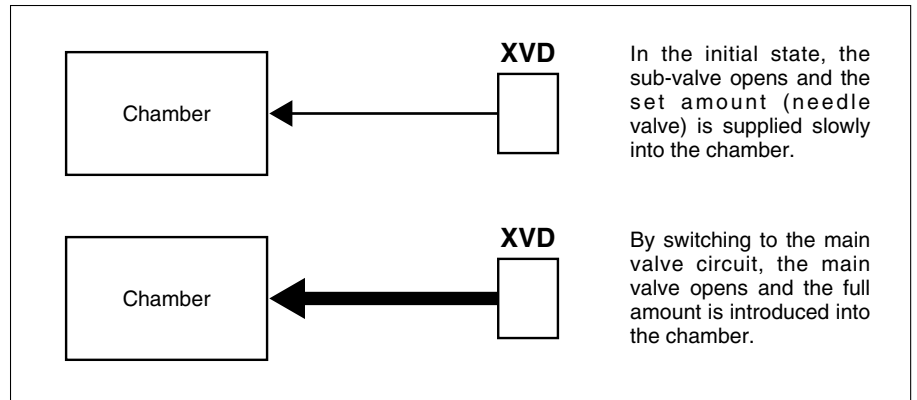 XVD
Chamber
In the initial state, the
sub-valve opens and the
set amount (needle
valve) is supplied slowly
into the chamber.
XVD
Chamber
By switching to the main
valve circuit, the main
valve opens and the full
amount is introduced into
the chamber.